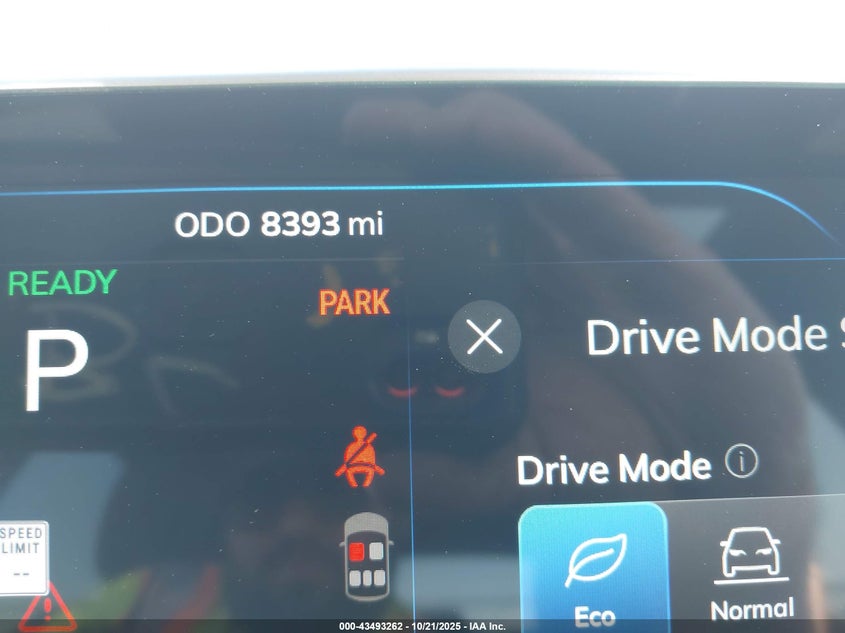 ODO 8393 mi
READY
PARK
P
Drive Mode
Drive Mode
SPEED
LIMIT
--
Eco
Normal
000-43493262 - 10/21/2025 - IAA Inc.